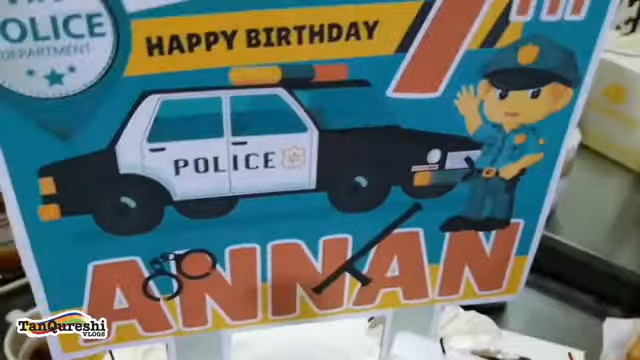 POLICE
DEPARTMENT
HAPPY BIRTHDAY
7TH
POLICE
ANNAN
TanQureshi
VLOGS